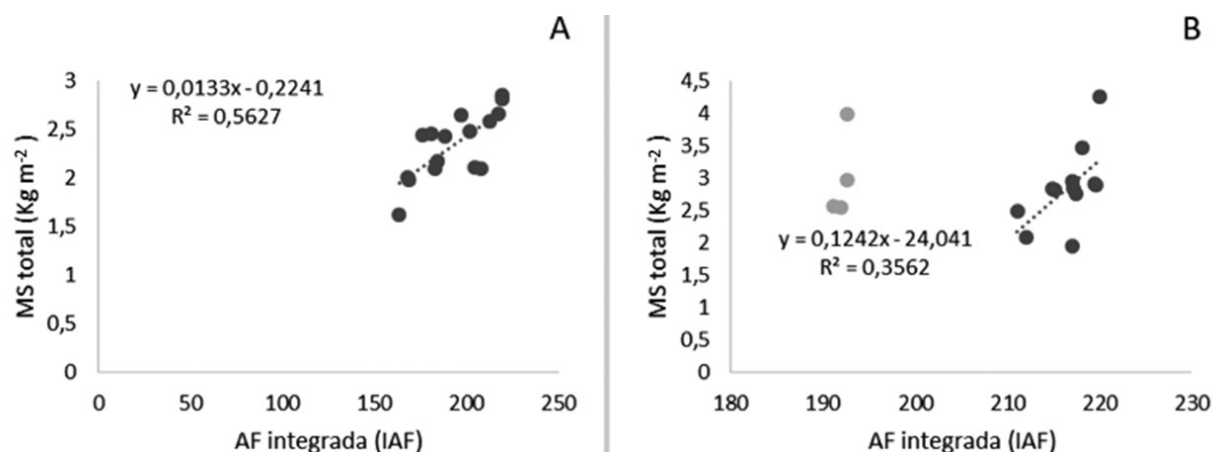 A
y = 0,0133x - 0,2241
R² = 0,5627
MS total (Kg m⁻²)
3
2,5
2
1,5
1
0,5
0
0 50 100 150 200 250
AF integrada (IAF)
B
MS total (Kg m⁻²)
4,5
4
3,5
3
2,5
2
1,5
1
0,5
0
y = 0,1242x - 24,041
R² = 0,3562
180 190 200 210 220 230
AF integrada (IAF)